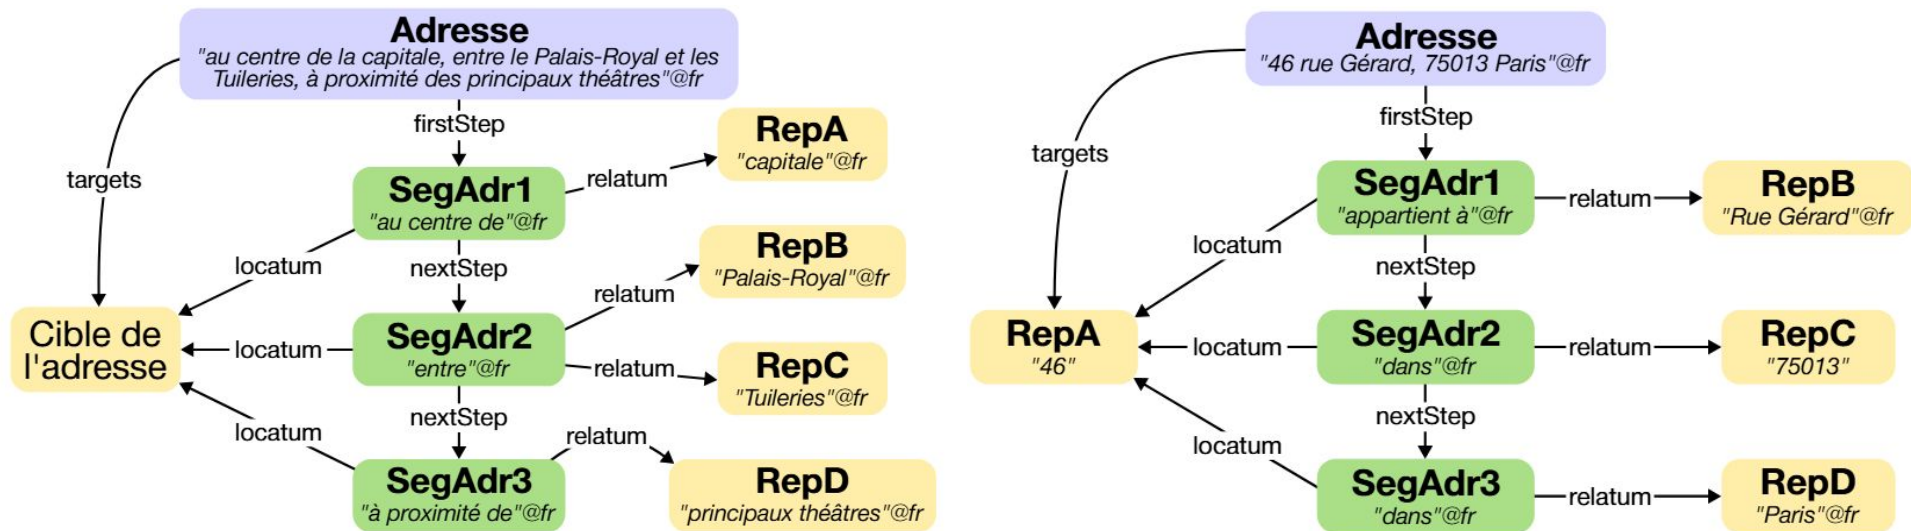 Adresse
"au centre de la capitale, entre le Palais-Royal et les
Tuileries, à proximité des principaux théâtres"@fr
firstStep
targets
SegAdr1
"au centre de"@fr
relatum
RepA
"capitale"@fr
locatum
nextStep
RepB
"Palais-Royal"@fr
relatum
Cible de
l'adresse
locatum
SegAdr2
"entre"@fr
relatum
RepC
"Tuileries"@fr
nextStep
locatum
relatum
SegAdr3
"à proximité de"@fr
RepD
"principaux théâtres"@fr
Adresse
"46 rue Gérard, 75013 Paris"@fr
firstStep
targets
SegAdr1
"appartient à"@fr
relatum
RepB
"Rue Gérard"@fr
locatum
nextStep
RepA
"46"
locatum
SegAdr2
"dans"@fr
relatum
RepC
"75013"
nextStep
locatum
SegAdr3
"dans"@fr
relatum
RepD
"Paris"@fr